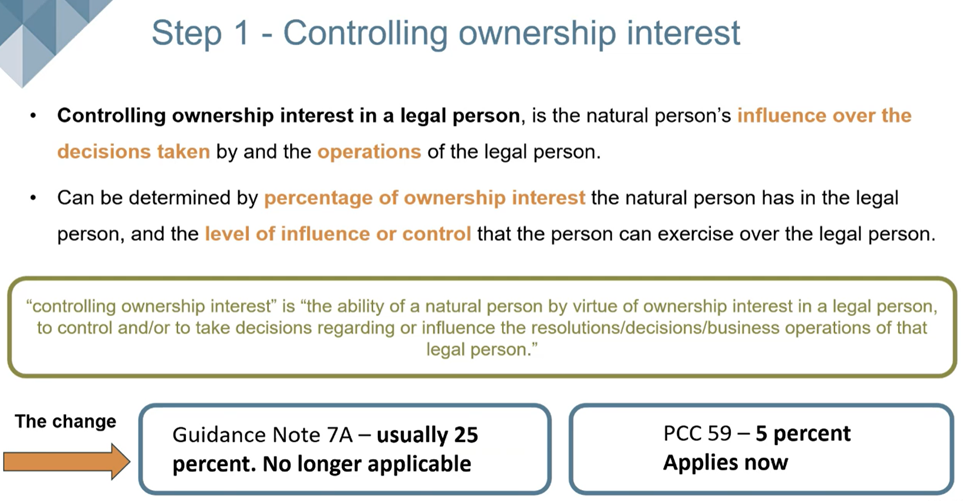 Step 1 - Controlling ownership interest
• Controlling ownership interest in a legal person, is the natural person's influence over the
decisions taken by and the operations of the legal person.
• Can be determined by percentage of ownership interest the natural person has in the legal
person, and the level of influence or control that the person can exercise over the legal person.
“controlling ownership interest” is “the ability of a natural person by virtue of ownership interest in a legal person,
to control and/or to take decisions regarding or influence the resolutions/decisions/business operations of that
legal person.”
The change
Guidance Note 7A – usually 25
percent. No longer applicable
PCC 59 – 5 percent
Applies now